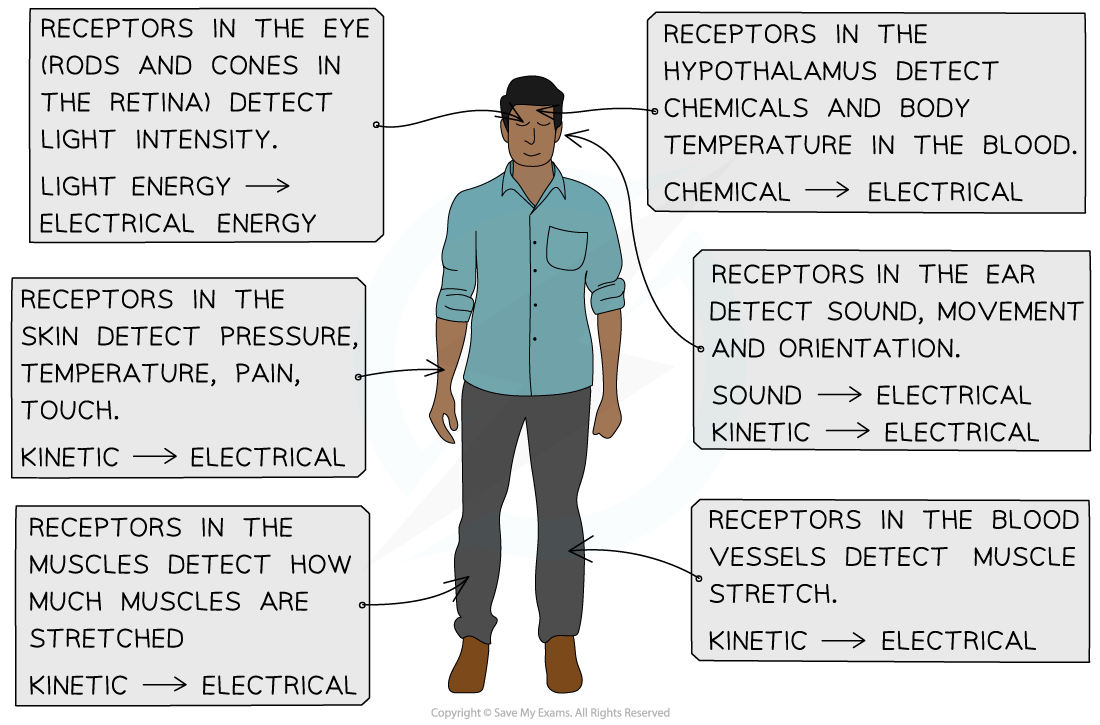 RECEPTORS IN THE EYE
(RODS AND CONES IN
THE RETINA) DETECT
LIGHT INTENSITY.
LIGHT ENERGY →
ELECTRICAL ENERGY
RECEPTORS IN THE
HYPOTHALAMUS DETECT
CHEMICALS AND BODY
TEMPERATURE IN THE BLOOD.
CHEMICAL → ELECTRICAL
RECEPTORS IN THE
SKIN DETECT PRESSURE,
TEMPERATURE, PAIN,
TOUCH.
KINETIC → ELECTRICAL
RECEPTORS IN THE EAR
DETECT SOUND, MOVEMENT
AND ORIENTATION.
SOUND → ELECTRICAL
KINETIC → ELECTRICAL
RECEPTORS IN THE
MUSCLES DETECT HOW
MUCH MUSCLES ARE
STRETCHED
KINETIC → ELECTRICAL
RECEPTORS IN THE BLOOD
VESSELS DETECT MUSCLE
STRETCH.
KINETIC → ELECTRICAL
Copyright © Save My Exams. All Rights Reserved